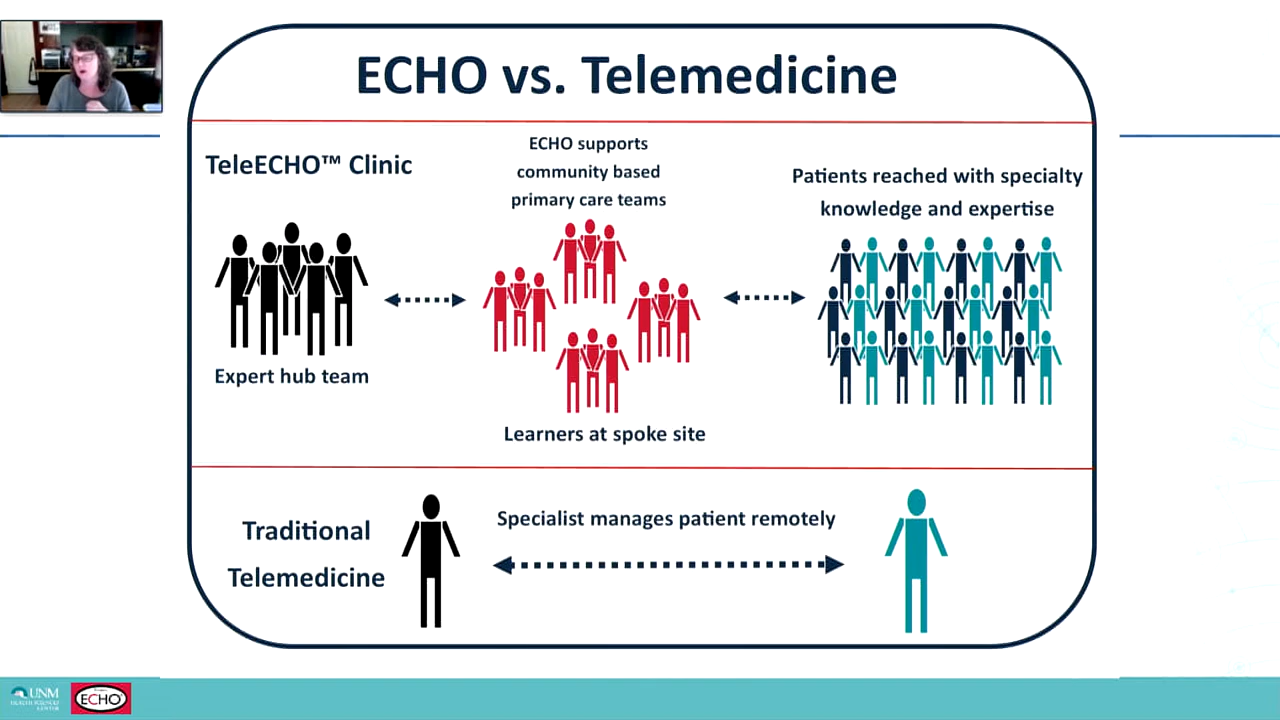 ECHO vs. Telemedicine
TeleECHO™ Clinic
ECHO supports
community based
primary care teams
Patients reached with specialty
knowledge and expertise
Expert hub team
Learners at spoke site
Traditional
Telemedicine
Specialist manages patient remotely
UNM
HEALTH SCIENCES
CENTER
ECHO